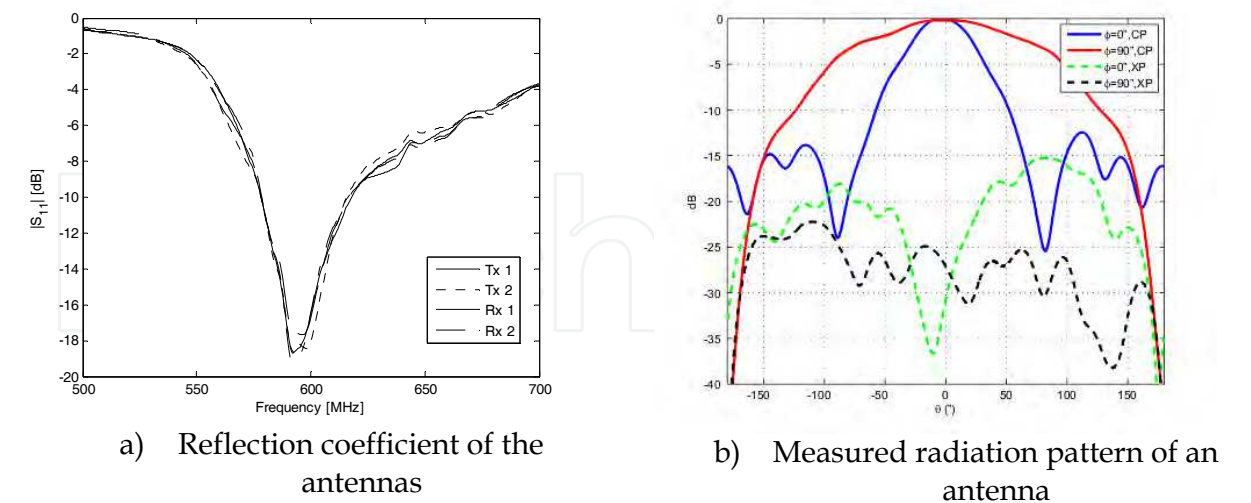 0
-2
-4
-6
-8
-10
-12
-14
-16
-18
-20
500
550
600
650
700
|S11| [dB]
Frequency [MHz]
Tx 1
Tx 2
Rx 1
Rx 2
a) Reflection coefficient of the
antennas
0
-5
-10
-15
-20
-25
-30
-35
-40
-150
-100
-50
0
50
100
150
dB
θ (°)
ϕ=0°,CP
ϕ=90°,CP
ϕ=0°,XP
ϕ=90°,XP
b) Measured radiation pattern of an
antenna